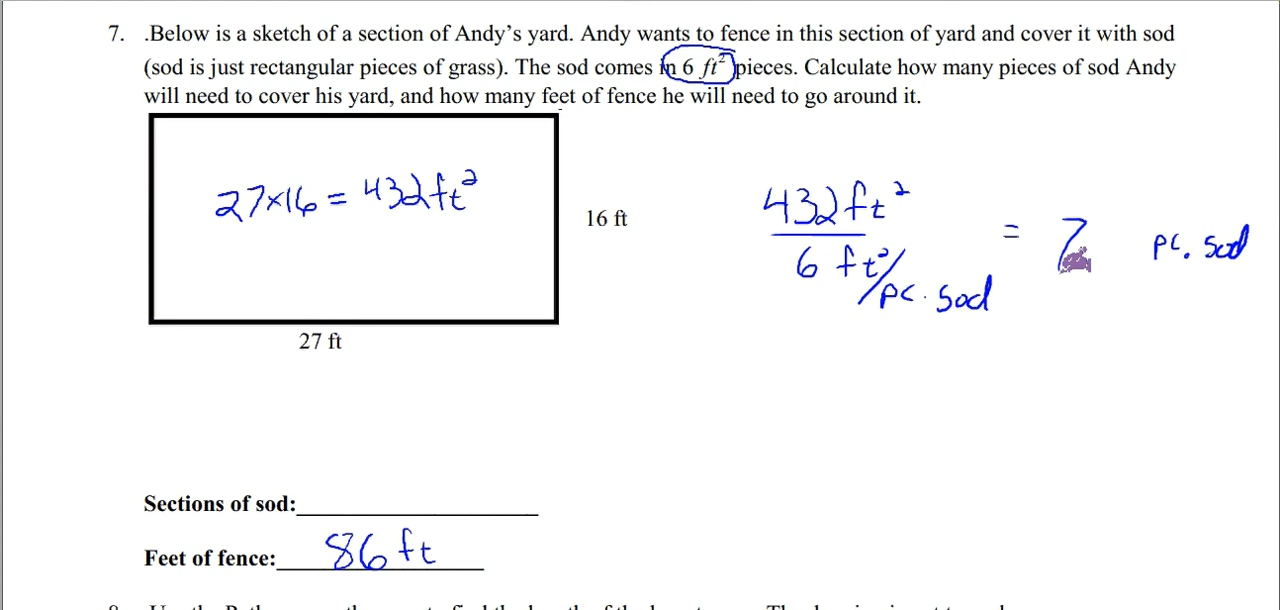 7. .Below is a sketch of a section of Andy's yard. Andy wants to fence in this section of yard and cover it with sod
(sod is just rectangular pieces of grass). The sod comes in 6 ft² pieces. Calculate how many pieces of sod Andy
will need to cover his yard, and how many feet of fence he will need to go around it.
27×16 = 432 ft²
16 ft
27 ft
432 ft²
6 ft²/pc. sod
= 7 pc. sod
Sections of sod:
Feet of fence: 86 ft